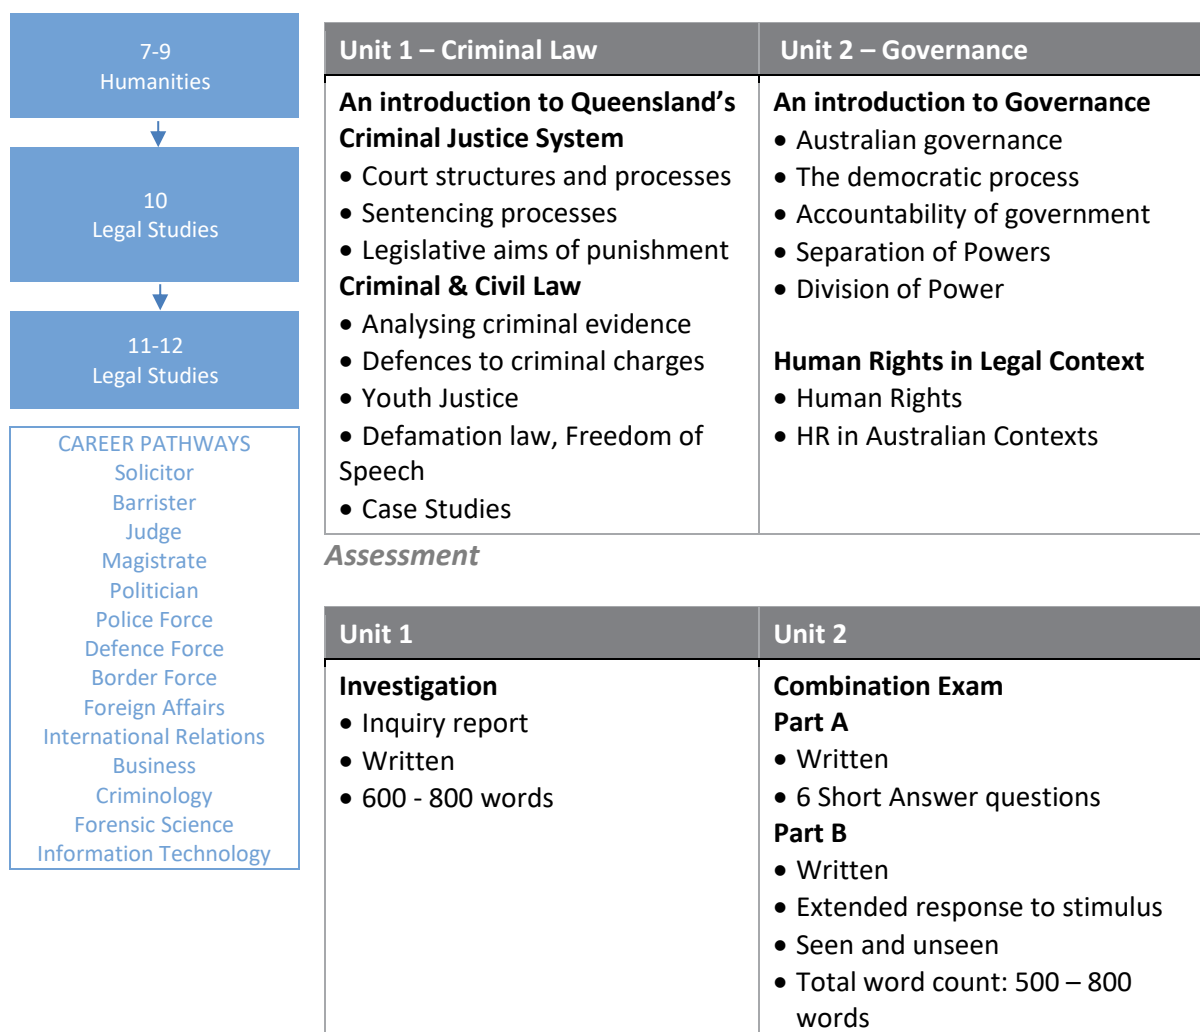 7-9
Humanities
10
Legal Studies
11-12
Legal Studies
CAREER PATHWAYS
Solicitor
Barrister
Judge
Magistrate
Politician
Police Force
Defence Force
Border Force
Foreign Affairs
International Relations
Business
Criminology
Forensic Science
Information Technology
Unit 1 – Criminal Law
An introduction to Queensland's
Criminal Justice System
• Court structures and processes
• Sentencing processes
• Legislative aims of punishment
Criminal & Civil Law
• Analysing criminal evidence
• Defences to criminal charges
• Youth Justice
• Defamation law, Freedom of
Speech
• Case Studies
Unit 2 – Governance
An introduction to Governance
• Australian governance
• The democratic process
• Accountability of government
• Separation of Powers
• Division of Power
Human Rights in Legal Context
• Human Rights
• HR in Australian Contexts
Assessment
Unit 1
Investigation
• Inquiry report
• Written
• 600 - 800 words
Unit 2
Combination Exam
Part A
• Written
• 6 Short Answer questions
Part B
• Written
• Extended response to stimulus
• Seen and unseen
• Total word count: 500 – 800
words